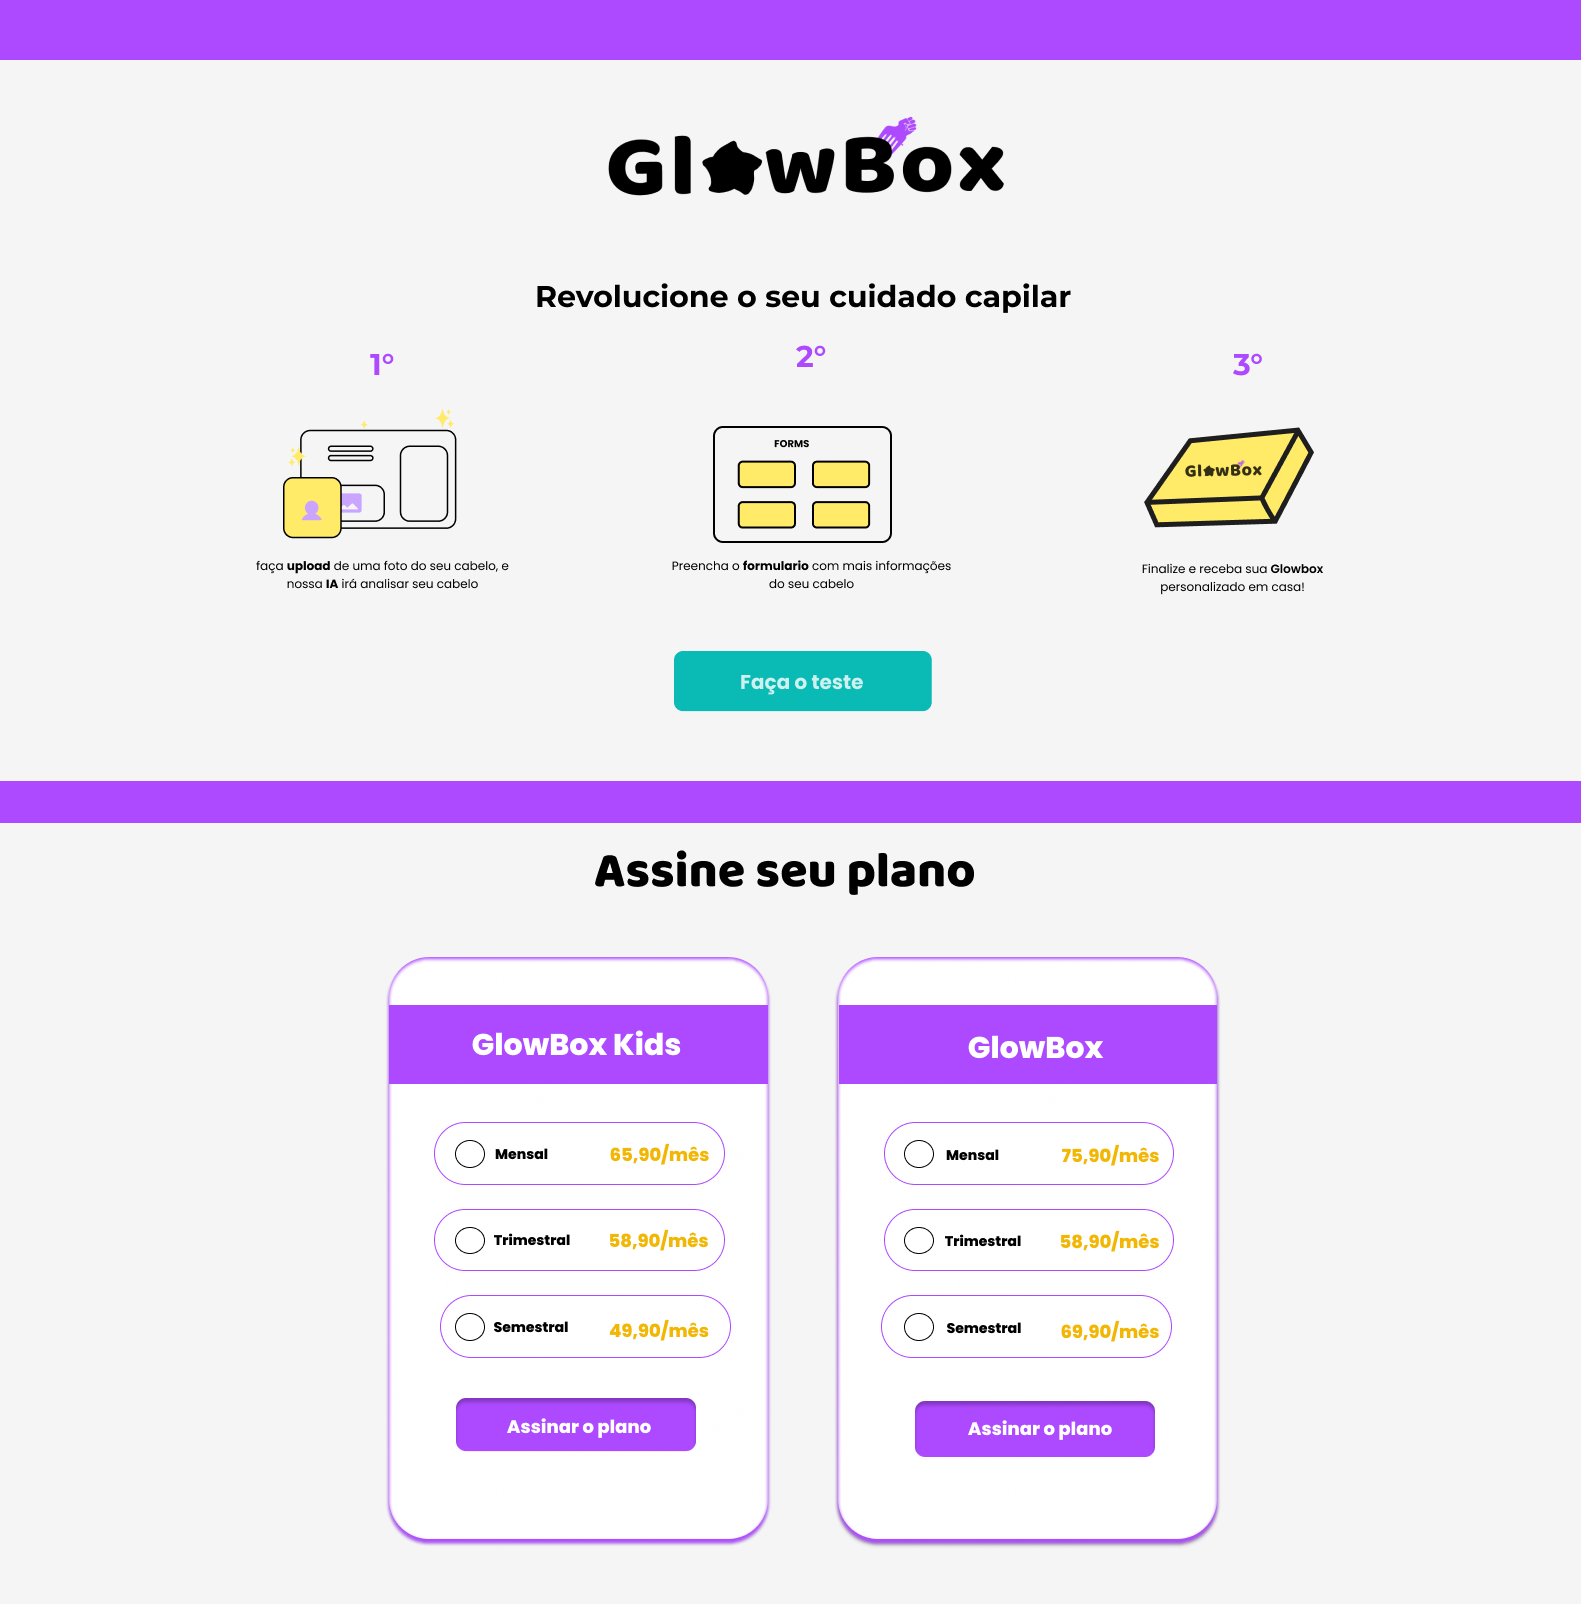 GlowBox
Revolucione o seu cuidado capilar
1°
2°
3°
FORMS
GlowBox
faça upload de uma foto do seu cabelo, e
nossa IA irá analisar seu cabelo
Preencha o formulario com mais informações
do seu cabelo
Finalize e receba sua Glowbox
personalizado em casa!
Faça o teste
Assine seu plano
GlowBox Kids
Mensal 65,90/mês
Trimestral 58,90/mês
Semestral 49,90/mês
Assinar o plano
GlowBox
Mensal 75,90/mês
Trimestral 58,90/mês
Semestral 69,90/mês
Assinar o plano